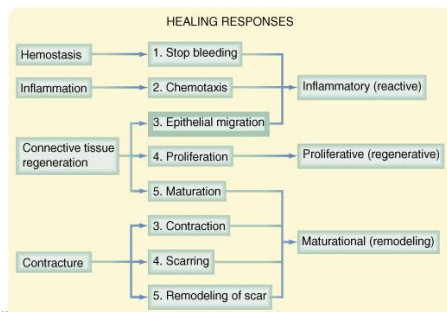 HEALING RESPONSES
Hemostasis
1. Stop bleeding
Inflammation
2. Chemotaxis
Inflammatory (reactive)
3. Epithelial migration
Connective tissue
regeneration
4. Proliferation
Proliferative (regenerative)
5. Maturation
3. Contraction
Maturational (remodeling)
Contracture
4. Scarring
5. Remodeling of scar